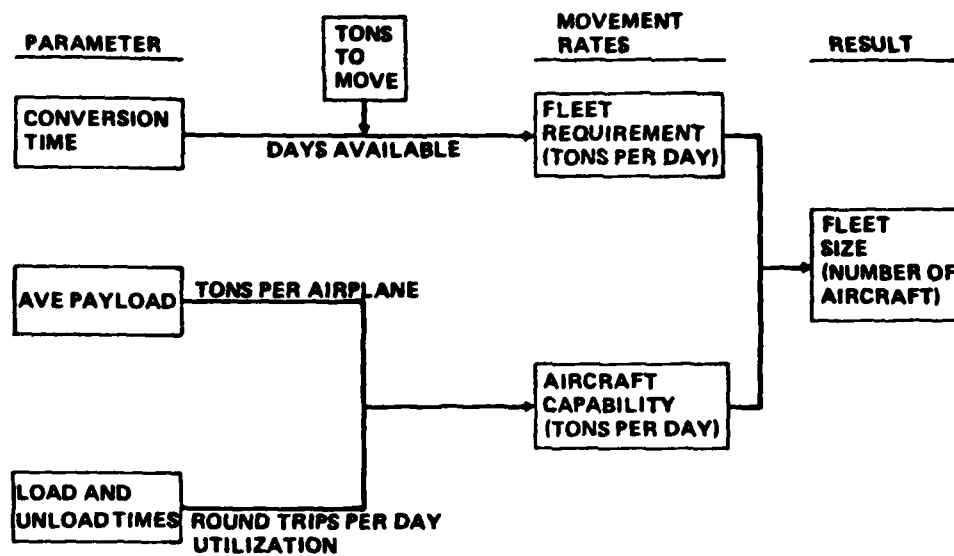 PARAMETER
TONS
TO
MOVE
MOVEMENT
RATES
RESULT
CONVERSION
TIME
DAYS AVAILABLE
FLEET
REQUIREMENT
(TONS PER DAY)
FLEET
SIZE
(NUMBER OF
AIRCRAFT)
AVE PAYLOAD
TONS PER AIRPLANE
AIRCRAFT
CAPABILITY
(TONS PER DAY)
LOAD AND
UNLOAD TIMES
ROUND TRIPS PER DAY
UTILIZATION